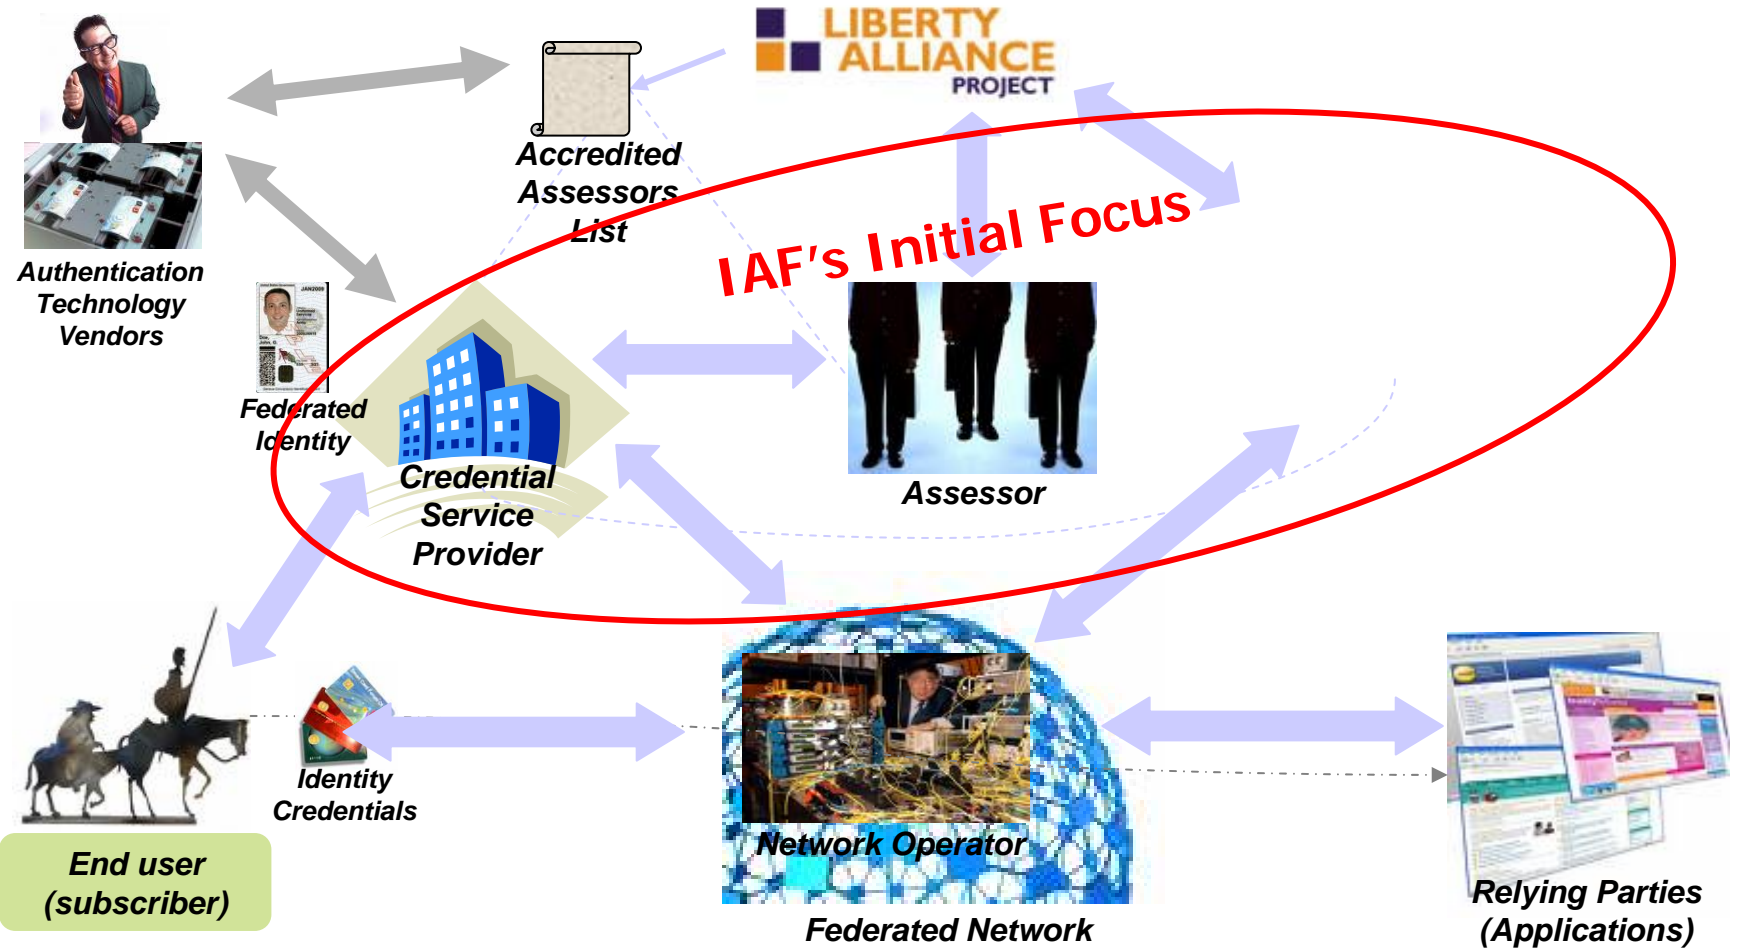 LIBERTY
ALLIANCE
PROJECT
Accredited
Assessors
List
IAF's Initial Focus
Authentication
Technology
Vendors
JAN2009
Federated
Identity
Credential
Service
Provider
Assessor
Identity
Credentials
End user
(subscriber)
Network Operator
Federated Network
Relying Parties
(Applications)